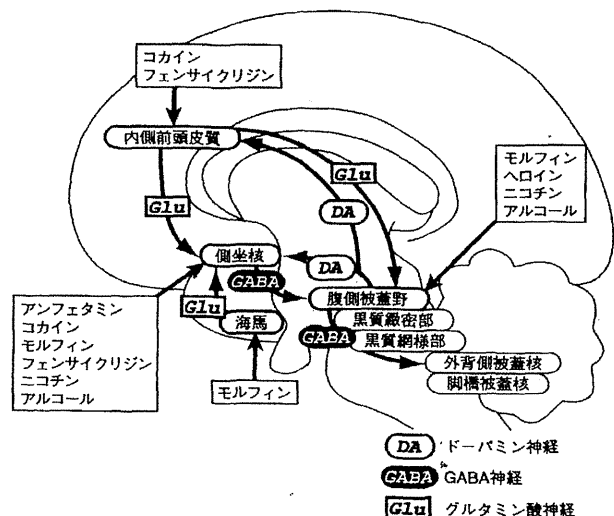 コカイン
フェンサイクリジン
内側前頭皮質
モルフィン
ヘロイン
ニコチン
アルコール
Glu
Glu
DA
側坐核
DA
GABA
腹側被蓋野
アンフェタミン
コカイン
モルフィン
フェンサイクリジン
ニコチン
アルコール
Glu
海馬
黒質緻密部
GABA
黒質網様部
外背側被蓋核
脚橋被蓋核
モルフィン
DA ドーパミン神経
GABA GABA神経
Glu グルタミン酸神経